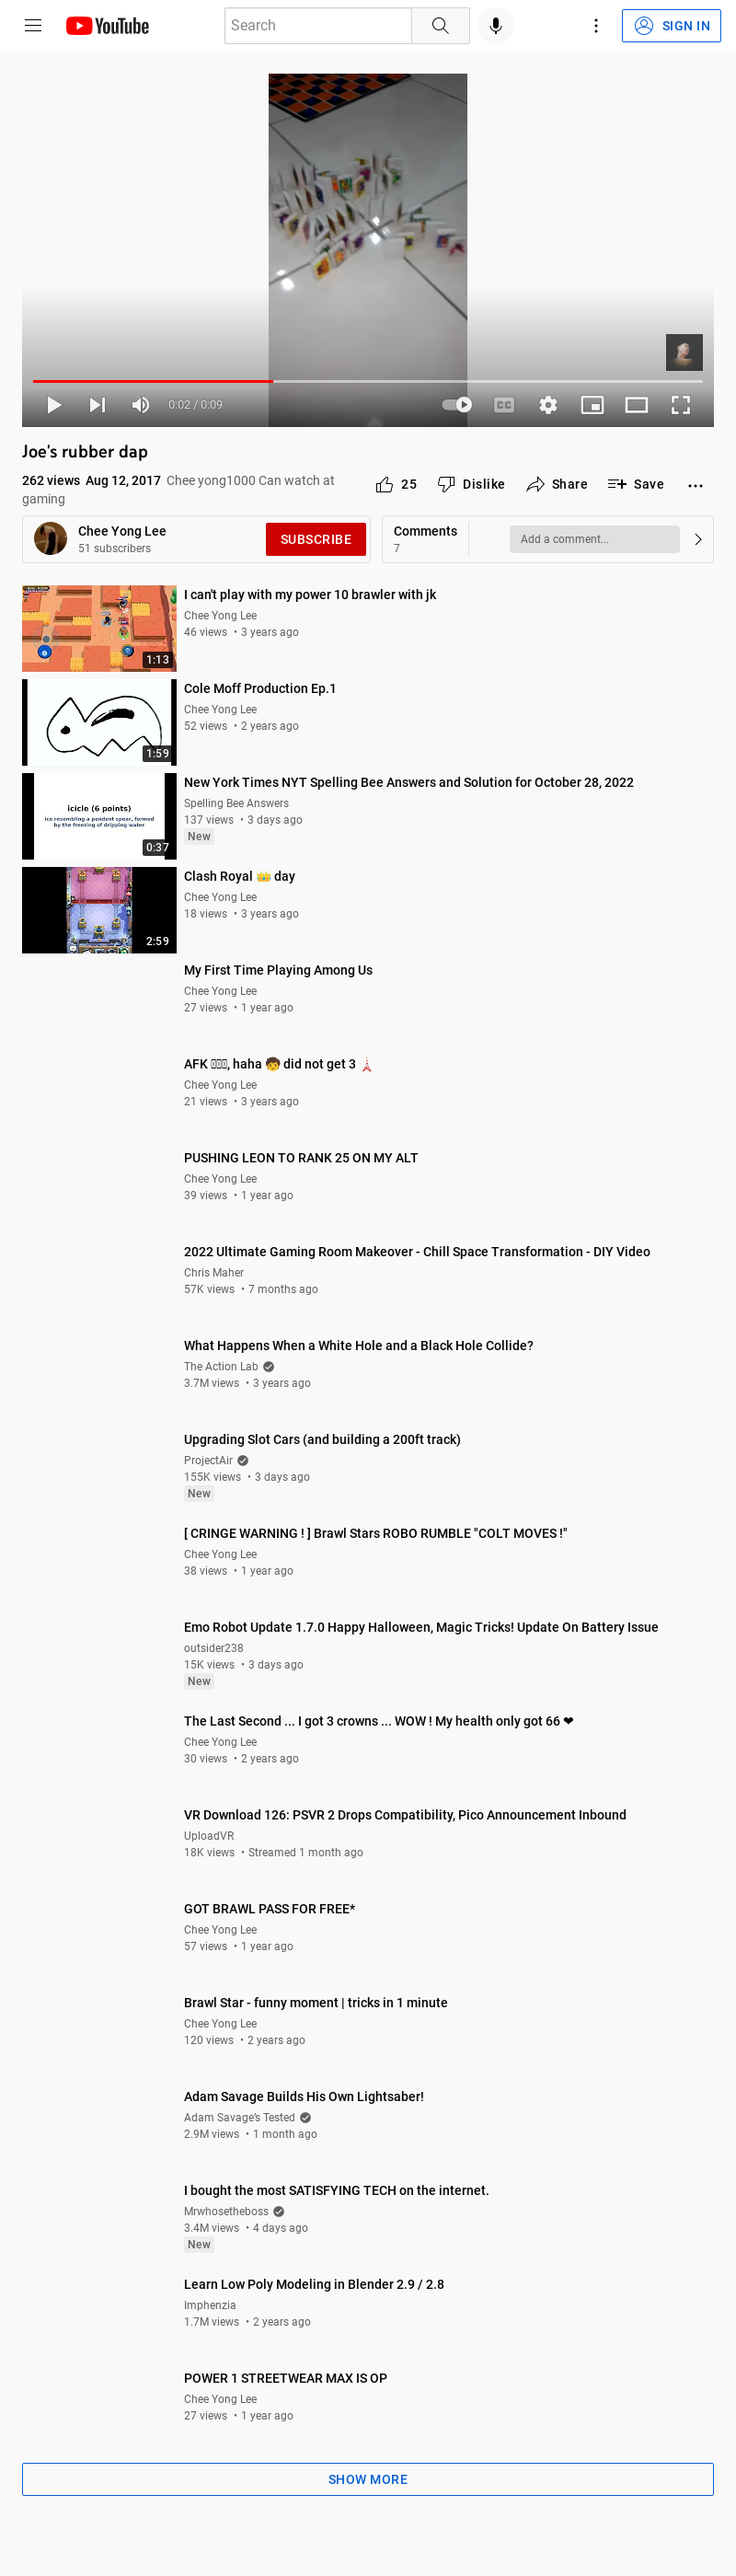 YouTube
Search
SIGN IN
0:02 / 0:09
CC
Joe's rubber dap
262 views Aug 12, 2017 Chee yong1000 Can watch at
gaming
25
Dislike
Share
Save
Chee Yong Lee
51 subscribers
SUBSCRIBE
Comments
7
Add a comment...
1:13
I can't play with my power 10 brawler with jk
Chee Yong Lee
46 views • 3 years ago
1:59
Cole Moff Production Ep.1
Chee Yong Lee
52 views • 2 years ago
icicle (6 points)
ice resembling a pendent spear, formed
by the freezing of dripping water
0:37
New York Times NYT Spelling Bee Answers and Solution for October 28, 2022
Spelling Bee Answers
137 views • 3 days ago
New
2:59
Clash Royal 👑 day
Chee Yong Lee
18 views • 3 years ago
My First Time Playing Among Us
Chee Yong Lee
27 views • 1 year ago
AFK , haha 🧒 did not get 3 🗼
Chee Yong Lee
21 views • 3 years ago
PUSHING LEON TO RANK 25 ON MY ALT
Chee Yong Lee
39 views • 1 year ago
2022 Ultimate Gaming Room Makeover - Chill Space Transformation - DIY Video
Chris Maher
57K views • 7 months ago
What Happens When a White Hole and a Black Hole Collide?
The Action Lab
3.7M views • 3 years ago
Upgrading Slot Cars (and building a 200ft track)
ProjectAir
155K views • 3 days ago
New
[ CRINGE WARNING ! ] Brawl Stars ROBO RUMBLE "COLT MOVES !"
Chee Yong Lee
38 views • 1 year ago
Emo Robot Update 1.7.0 Happy Halloween, Magic Tricks! Update On Battery Issue
outsider238
15K views • 3 days ago
New
The Last Second ... I got 3 crowns ... WOW ! My health only got 66 ❤
Chee Yong Lee
30 views • 2 years ago
VR Download 126: PSVR 2 Drops Compatibility, Pico Announcement Inbound
UploadVR
18K views • Streamed 1 month ago
GOT BRAWL PASS FOR FREE*
Chee Yong Lee
57 views • 1 year ago
Brawl Star - funny moment | tricks in 1 minute
Chee Yong Lee
120 views • 2 years ago
Adam Savage Builds His Own Lightsaber!
Adam Savage's Tested
2.9M views • 1 month ago
I bought the most SATISFYING TECH on the internet.
Mrwhosetheboss
3.4M views • 4 days ago
New
Learn Low Poly Modeling in Blender 2.9 / 2.8
Imphenzia
1.7M views • 2 years ago
POWER 1 STREETWEAR MAX IS OP
Chee Yong Lee
27 views • 1 year ago
SHOW MORE